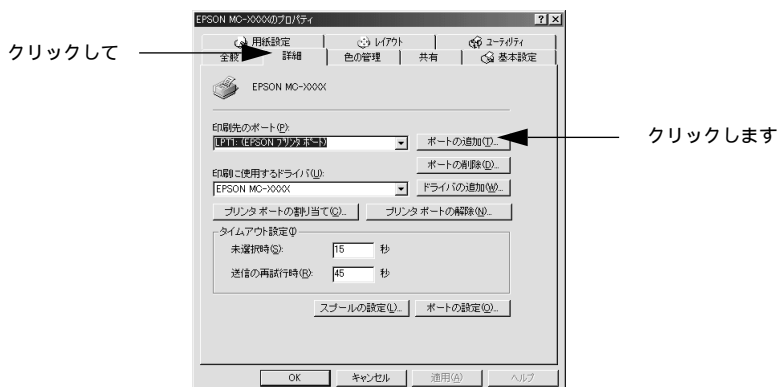 EPSON MC-XXXXのプロパティ
用紙設定 レイアウト ユーティリティ
全般 詳細 色の管理 共有 基本設定
クリックして
EPSON MC-XXXX
印刷先のポート(P):
LPT1: (EPSON プリンタ ポート)
ポートの追加(T)...
クリックします
ポートの削除(D)...
印刷に使用するドライバ(U):
EPSON MC-XXXX
ドライバの追加(W)...
プリンタ ポートの割り当て(C)...
プリンタ ポートの解除(N)...
タイムアウト設定
未選択時(S): 15 秒
送信の再試行時(R): 45 秒
スプールの設定(L)...
ポートの設定(O)...
OK キャンセル 適用(A) ヘルプ